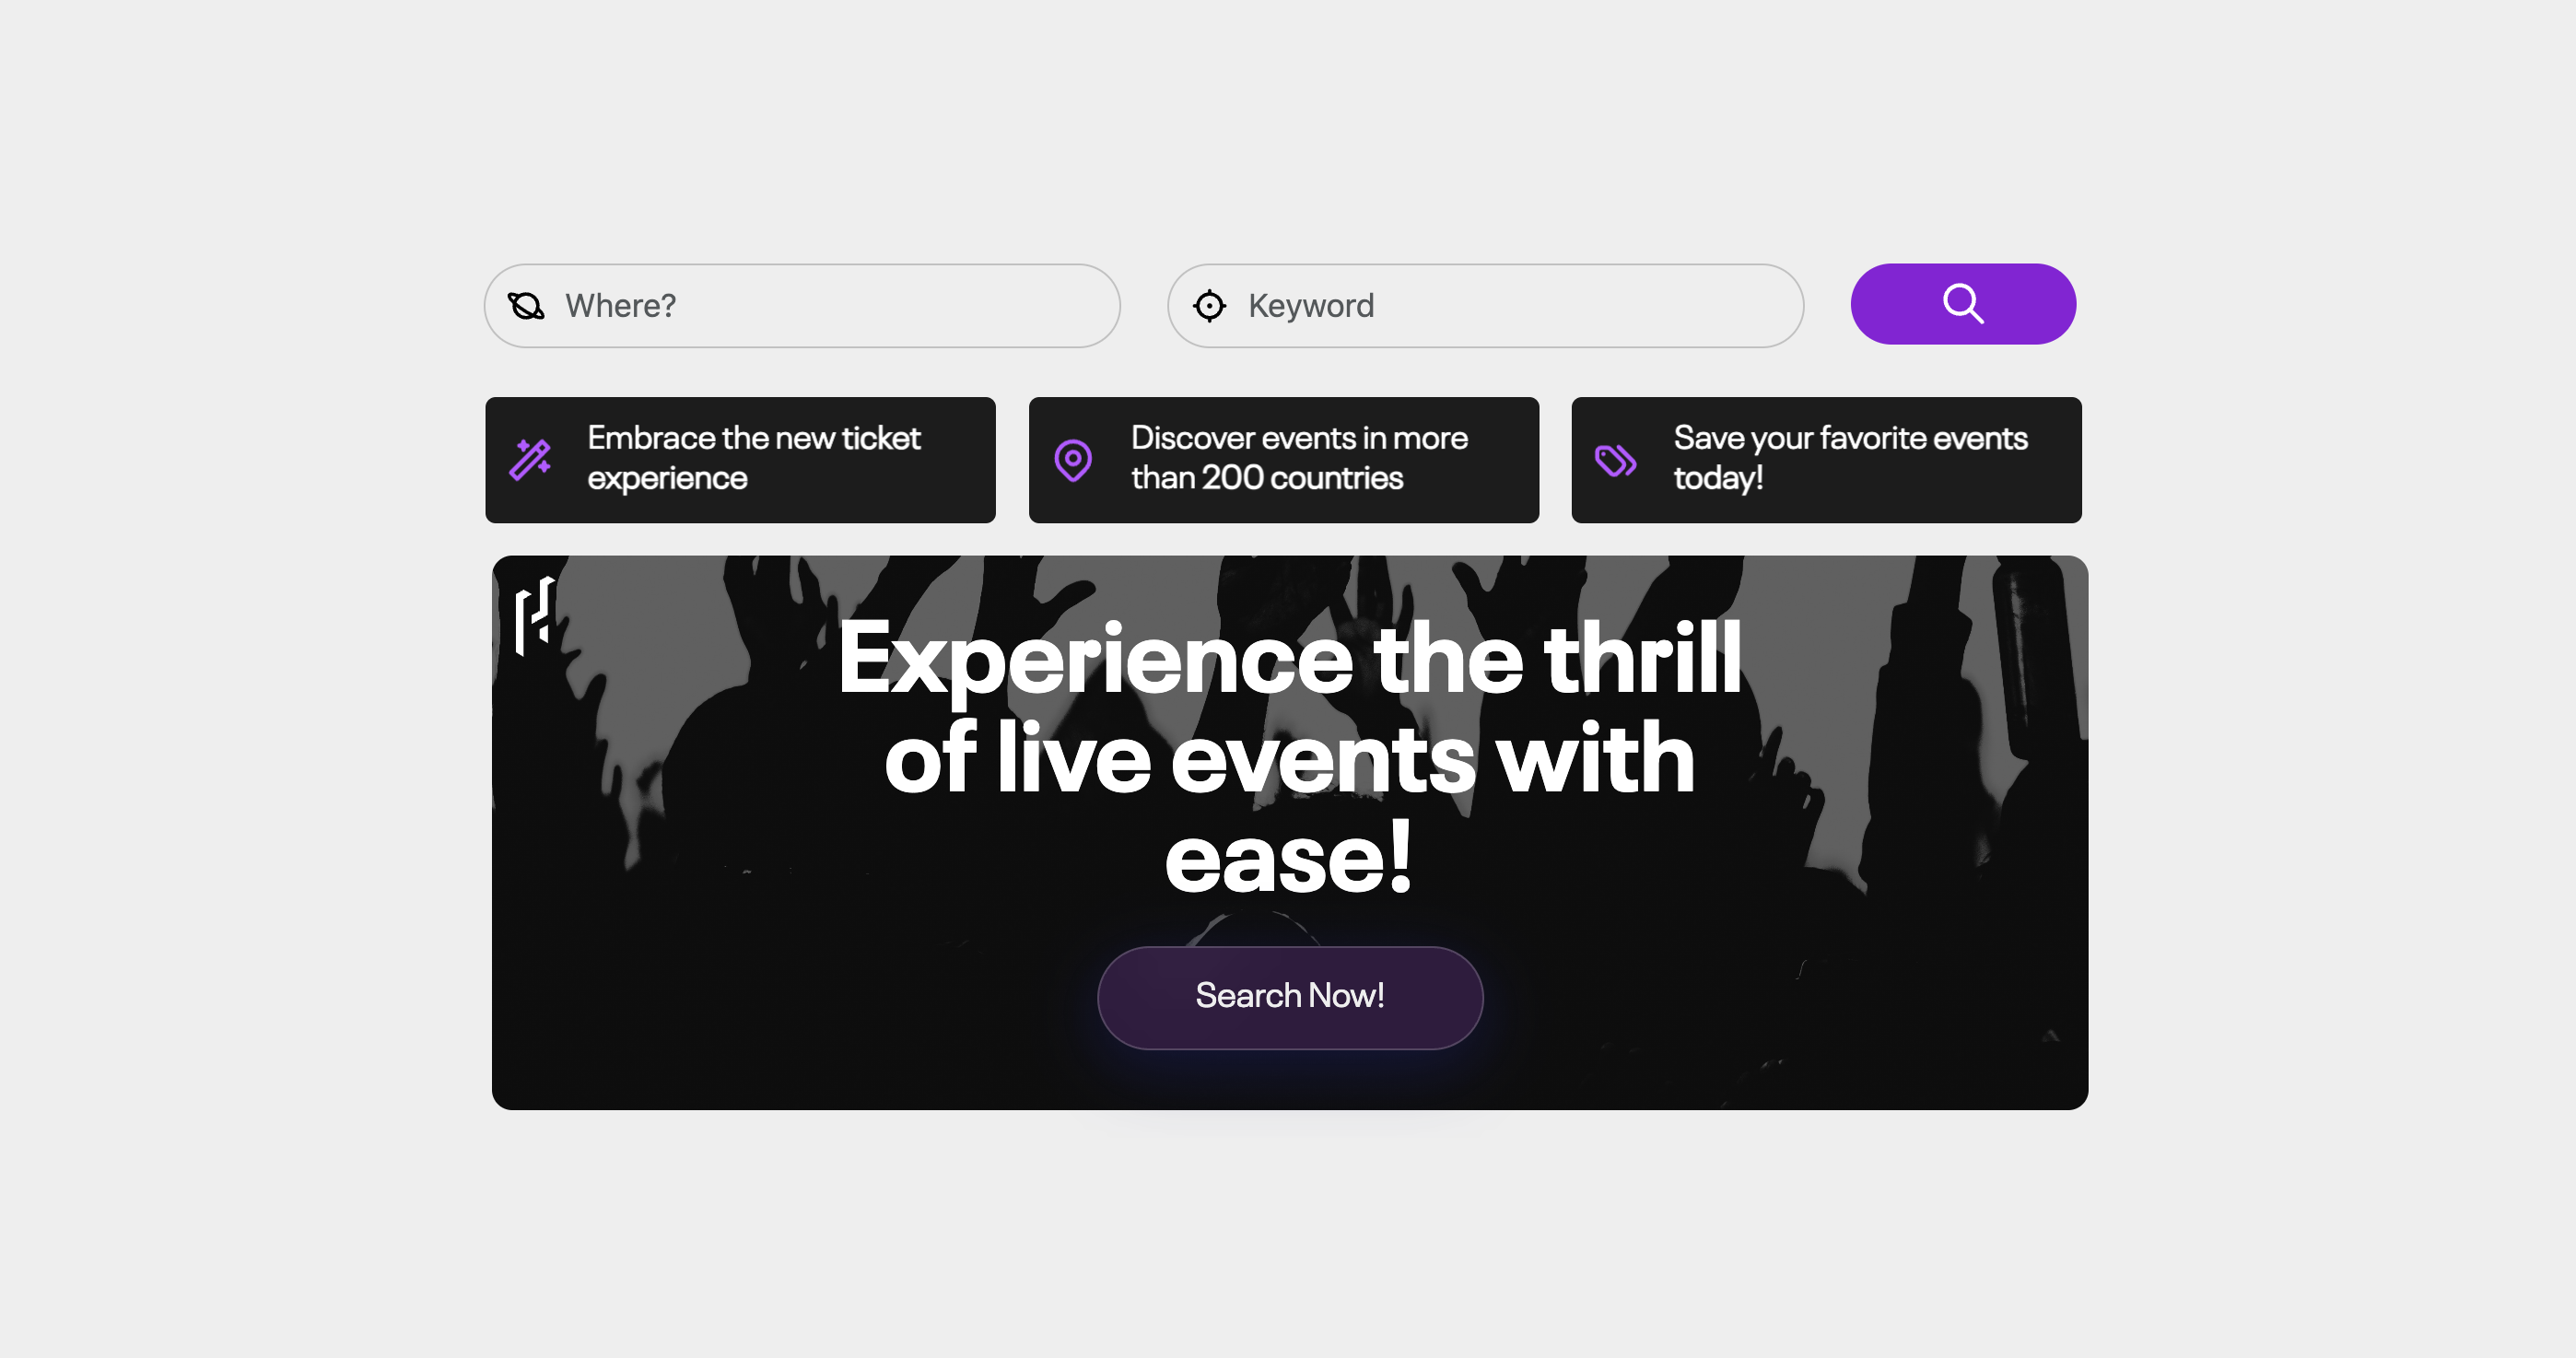 Where?
Keyword
Embrace the new ticket
experience
Discover events in more
than 200 countries
Save your favorite events
today!
Experience the thrill
of live events with
ease!
Search Now!